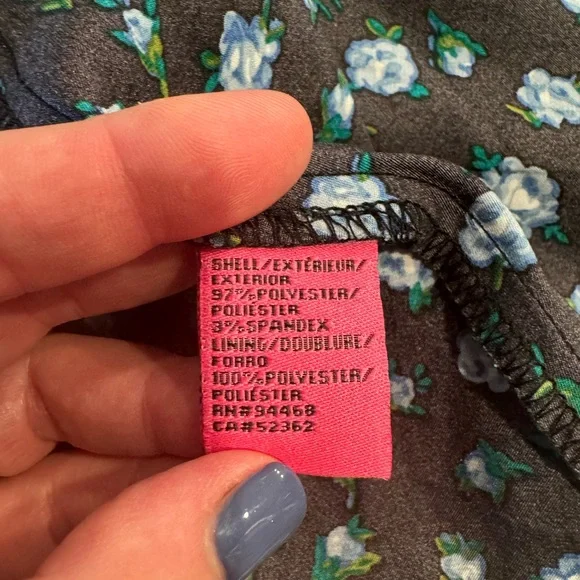 SHELL/EXTÉRIEUR/
EXTERIOR
97%POLYESTER/
POLIÉSTER
3%SPANDEX
LINING/DOUBLURE/
FORRO
100%POLYESTER/
POLIÉSTER
RN#94468
CA#52362